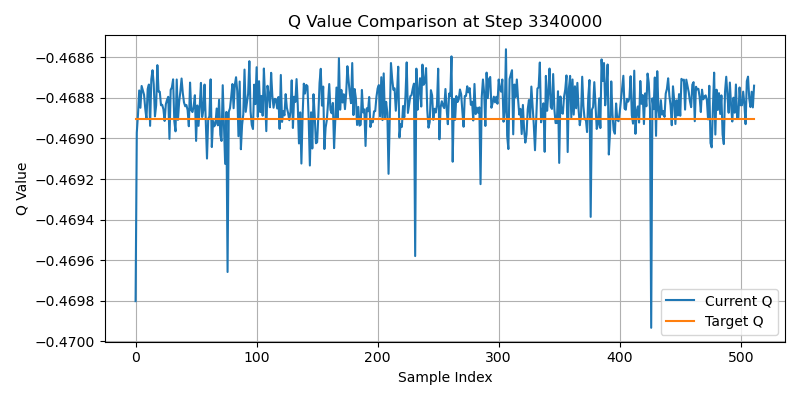 Q Value Comparison at Step 3340000
−0.4686
−0.4688
−0.4690
−0.4692
−0.4694
−0.4696
−0.4698
−0.4700
Q Value
0 100 200 300 400 500
Sample Index
Current Q
Target Q